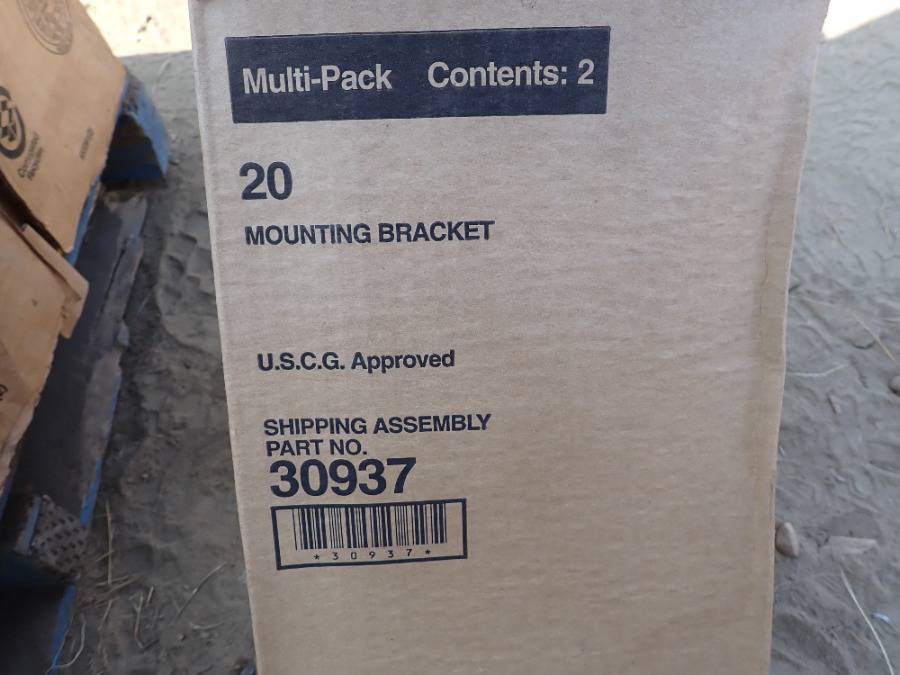 Multi-Pack Contents: 2
20
MOUNTING BRACKET
U.S.C.G. Approved
SHIPPING ASSEMBLY
PART NO.
30937
*30937*